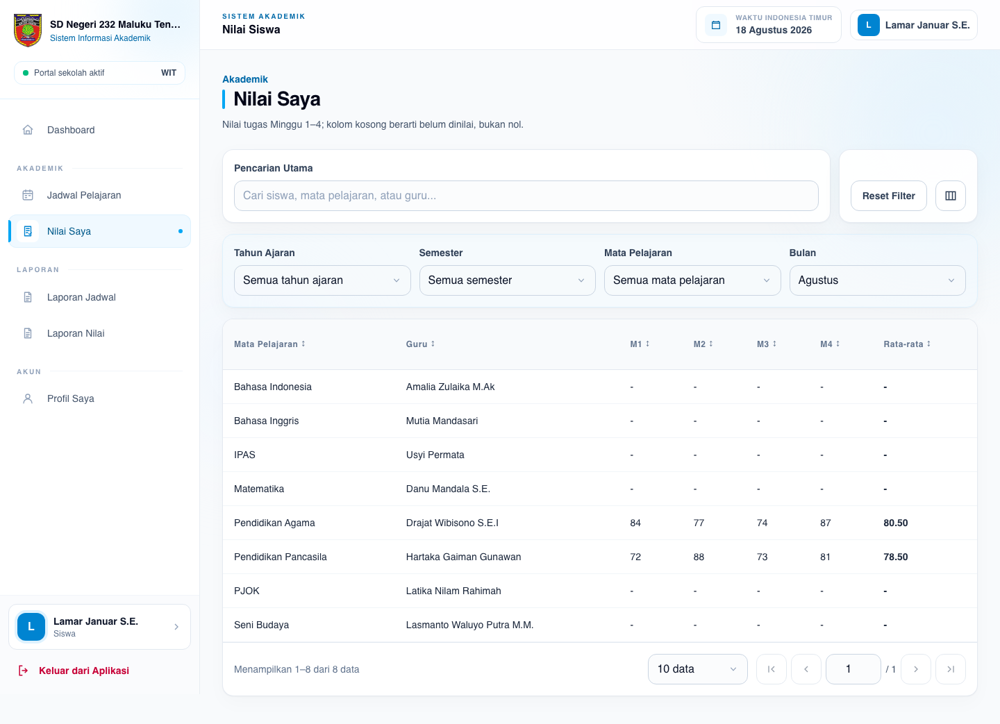 SD Negeri 232 Maluku Ten...
Sistem Informasi Akademik
Portal sekolah aktif WIT
Dashboard
AKADEMIK
Jadwal Pelajaran
Nilai Saya
LAPORAN
Laporan Jadwal
Laporan Nilai
AKUN
Profil Saya
L
Lamar Januar S.E.
Siswa
Keluar dari Aplikasi
SISTEM AKADEMIK
Nilai Siswa
WAKTU INDONESIA TIMUR
18 Agustus 2026
L Lamar Januar S.E.
Akademik
Nilai Saya
Nilai tugas Minggu 1–4; kolom kosong berarti belum dinilai, bukan nol.
Pencarian Utama
Cari siswa, mata pelajaran, atau guru...
Reset Filter
Tahun Ajaran Semester Mata Pelajaran Bulan
Semua tahun ajaran Semua semester Semua mata pelajaran Agustus
Mata Pelajaran ↕ Guru ↕ M1 ↕ M2 ↕ M3 ↕ M4 ↕ Rata-rata ↕
Bahasa Indonesia Amalia Zulaika M.Ak - - - - -
Bahasa Inggris Mutia Mandasari - - - - -
IPAS Usyi Permata - - - - -
Matematika Danu Mandala S.E. - - - - -
Pendidikan Agama Drajat Wibisono S.E.I 84 77 74 87 80.50
Pendidikan Pancasila Hartaka Gaiman Gunawan 72 88 73 81 78.50
PJOK Latika Nilam Rahimah - - - - -
Seni Budaya Lasmanto Waluyo Putra M.M. - - - - -
Menampilkan 1–8 dari 8 data 10 data 1 / 1